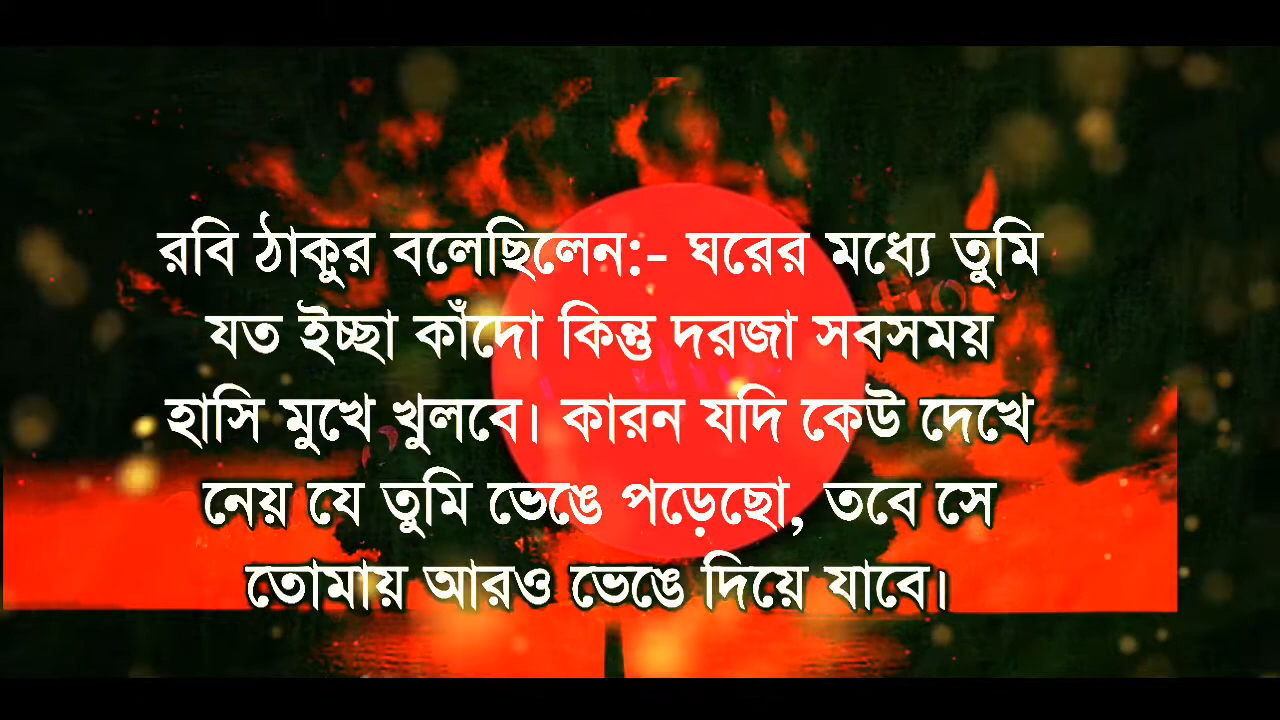 রবি ঠাকুর বলেছিলেন:- ঘরের মধ্যে তুমি
যত ইচ্ছা কাঁদো কিন্তু দরজা সবসময়
হাসি মুখে খুলবে। কারন যদি কেউ দেখে
নেয় যে তুমি ভেঙে পড়েছো, তবে সে
তোমায় আরও ভেঙে দিয়ে যাবে।